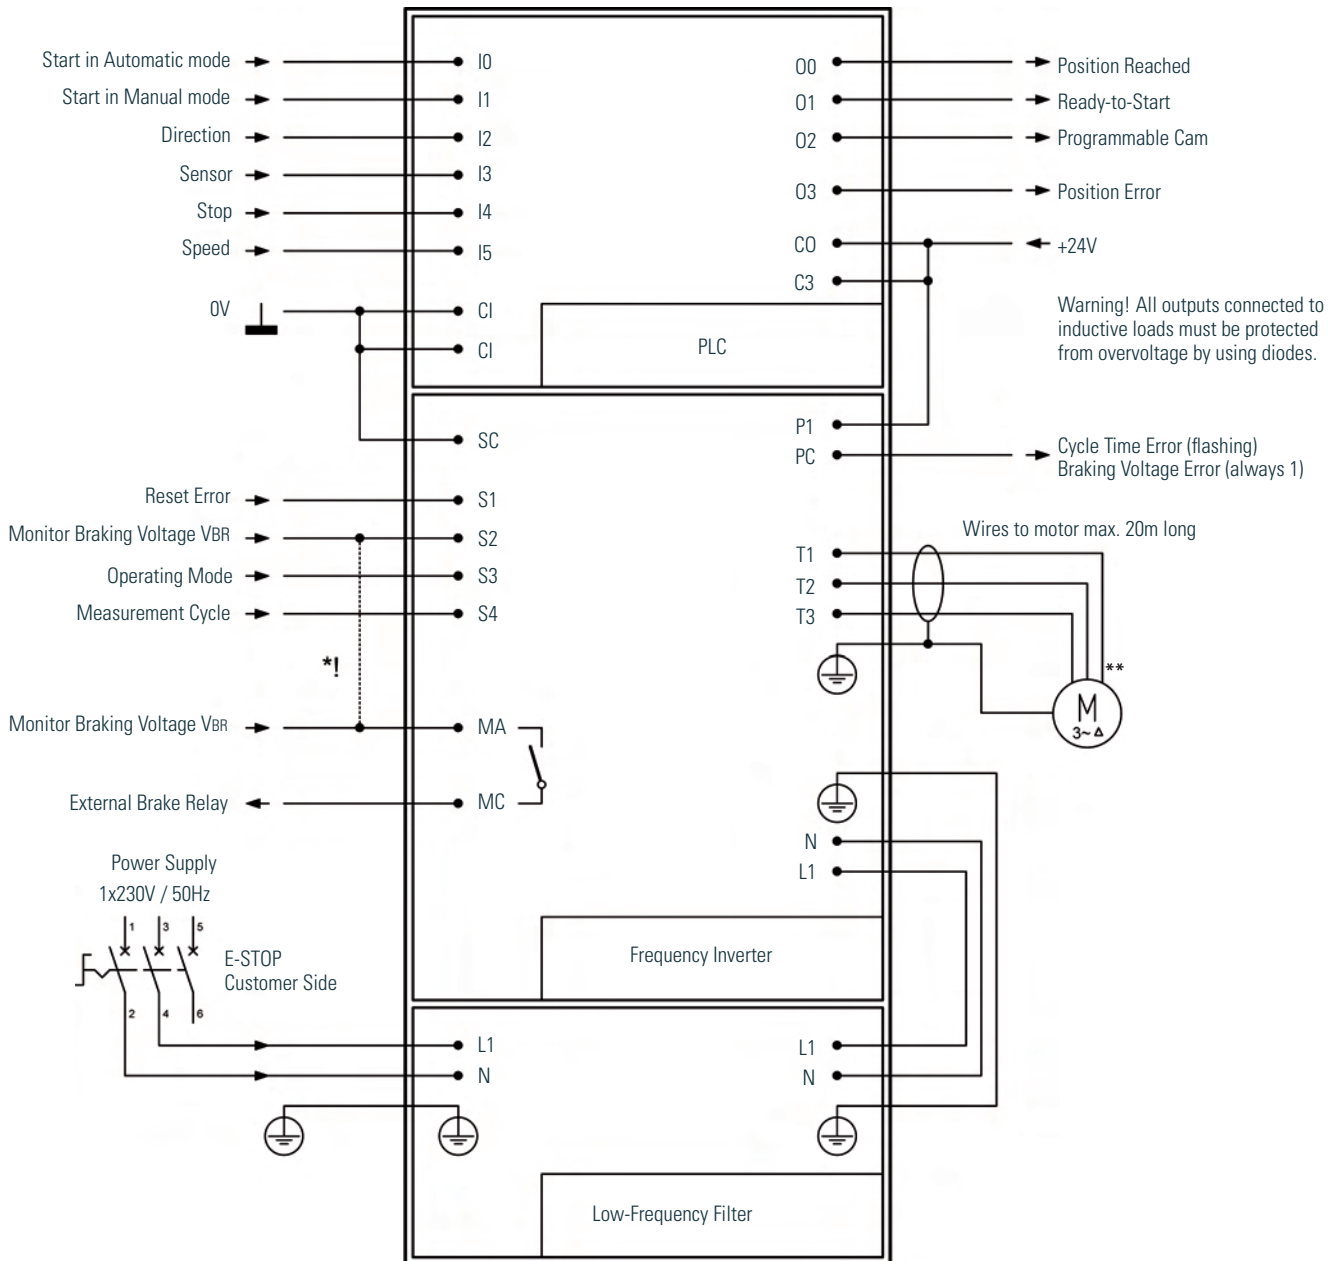 Start in Automatic mode
I0
O0
Position Reached
Start in Manual mode
I1
O1
Ready-to-Start
Direction
I2
O2
Programmable Cam
Sensor
I3
O3
Position Error
Stop
I4
Speed
I5
CO
+24V
C3
0V
CI
CI
PLC
Warning! All outputs connected to
inductive loads must be protected
from overvoltage by using diodes.
SC
P1
PC
Cycle Time Error (flashing)
Braking Voltage Error (always 1)
Reset Error
S1
Monitor Braking Voltage VBR
S2
Operating Mode
S3
Measurement Cycle
S4
Wires to motor max. 20m long
T1
T2
T3
*!
**
M
3~ Δ
Monitor Braking Voltage VBR
MA
External Brake Relay
MC
N
L1
Power Supply
1x230V / 50Hz
1
3
5
E-STOP
Customer Side
2
4
6
Frequency Inverter
L1
N
L1
N
Low-Frequency Filter